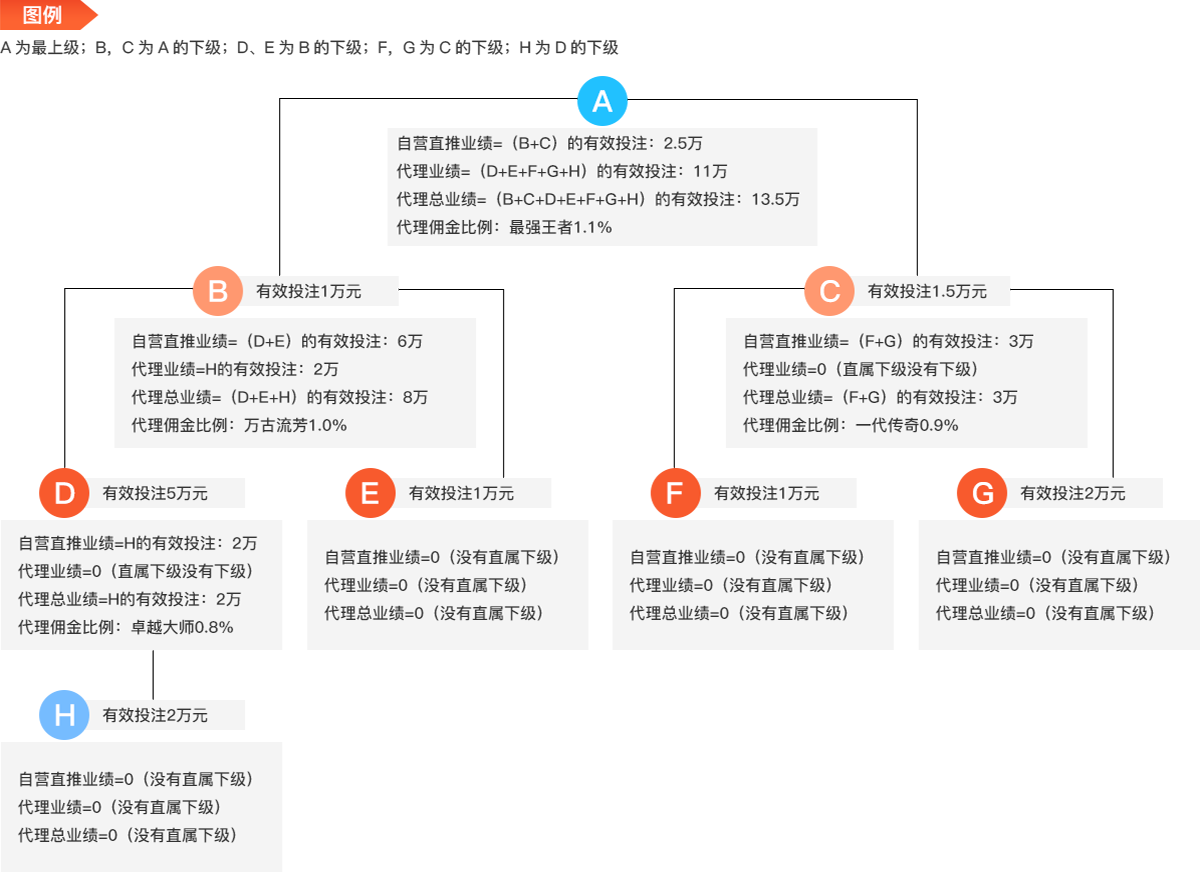 图例
A 为最上级；B，C 为 A 的下级；D、E 为 B 的下级；F，G 为 C 的下级；H 为 D 的下级
A
自营直推业绩=（B+C）的有效投注：2.5万
代理业绩=（D+E+F+G+H）的有效投注：11万
代理总业绩=（B+C+D+E+F+G+H）的有效投注：13.5万
代理佣金比例：最强王者1.1%
B
有效投注1万元
自营直推业绩=（D+E）的有效投注：6万
代理业绩=H的有效投注：2万
代理总业绩=（D+E+H）的有效投注：8万
代理佣金比例：万古流芳1.0%
C
有效投注1.5万元
自营直推业绩=（F+G）的有效投注：3万
代理业绩=0（直属下级没有下级）
代理总业绩=（F+G）的有效投注：3万
代理佣金比例：一代传奇0.9%
D
有效投注5万元
自营直推业绩=H的有效投注：2万
代理业绩=0（直属下级没有下级）
代理总业绩=H的有效投注：2万
代理佣金比例：卓越大师0.8%
E
有效投注1万元
自营直推业绩=0（没有直属下级）
代理业绩=0（没有直属下级）
代理总业绩=0（没有直属下级）
F
有效投注1万元
自营直推业绩=0（没有直属下级）
代理业绩=0（没有直属下级）
代理总业绩=0（没有直属下级）
G
有效投注2万元
自营直推业绩=0（没有直属下级）
代理业绩=0（没有直属下级）
代理总业绩=0（没有直属下级）
H
有效投注2万元
自营直推业绩=0（没有直属下级）
代理业绩=0（没有直属下级）
代理总业绩=0（没有直属下级）